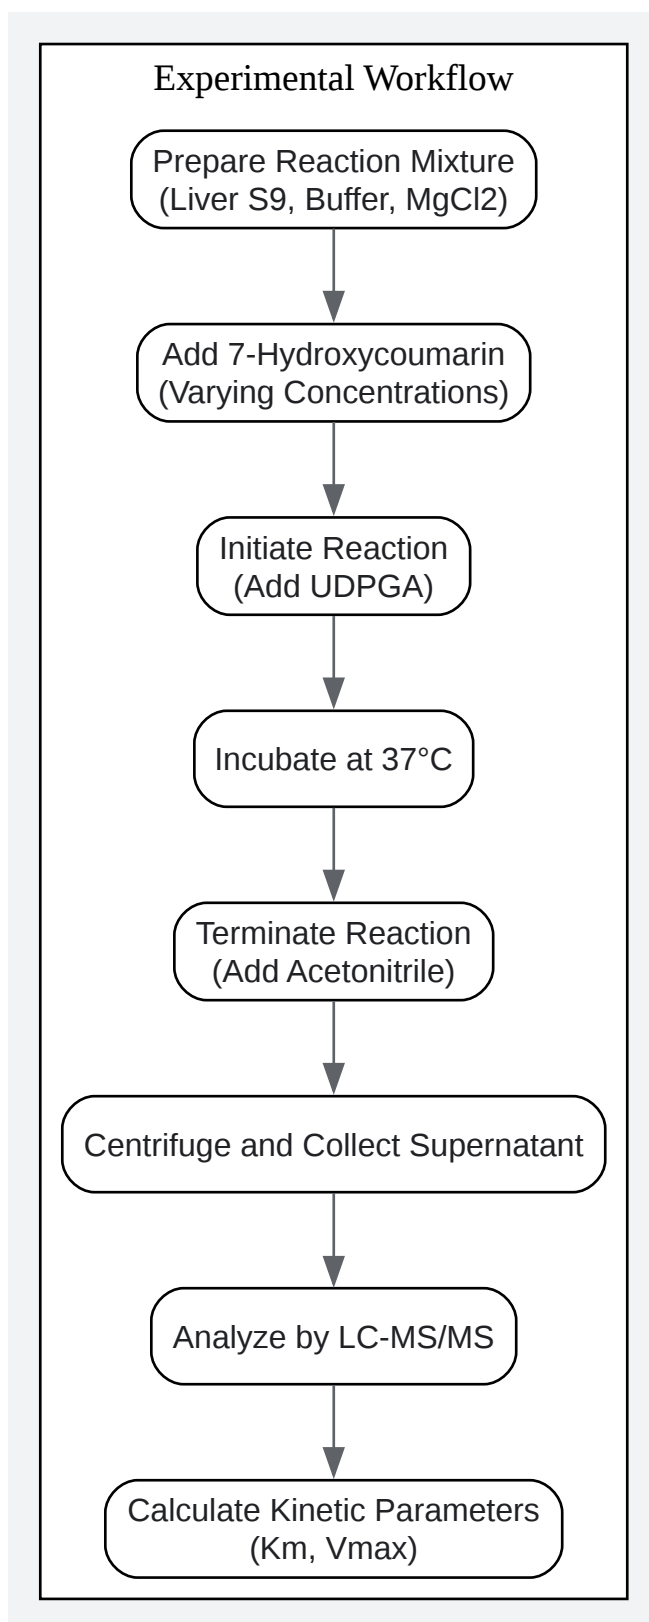 Experimental Workflow
Prepare Reaction Mixture
(Liver S9, Buffer, MgCl2)
Add 7-Hydroxycoumarin
(Varying Concentrations)
Initiate Reaction
(Add UDPGA)
Incubate at 37°C
Terminate Reaction
(Add Acetonitrile)
Centrifuge and Collect Supernatant
Analyze by LC-MS/MS
Calculate Kinetic Parameters
(Km, Vmax)